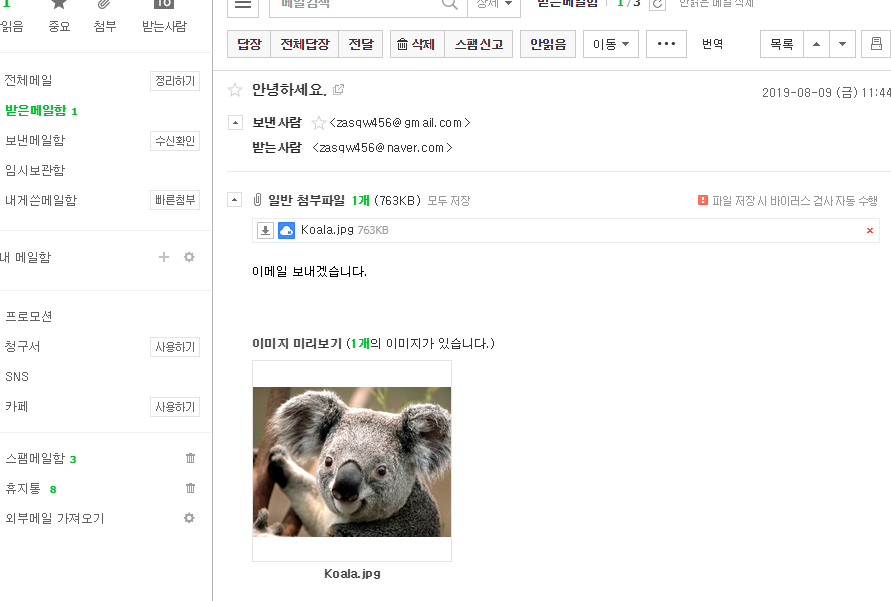 1
읽음 중요 첨부 받는사람
전체메일 정리하기
받은메일함 1
보낸메일함 수신확인
임시보관함
내게쓴메일함 빠른첨부
내 메일함
프로모션
청구서 사용하기
SNS
카페 사용하기
스팸메일함 3
휴지통 8
외부메일 가져오기
메일검색 상세 받은메일함 1/3 안읽은 메일 삭제
답장 전체답장 전달 삭제 스팸신고 안읽음 이동 ••• 번역 목록
안녕하세요. 2019-08-09 (금) 11:44
보낸사람 <zasqw456@gmail.com>
받는사람 <zasqw456@naver.com>
일반 첨부파일 1개 (763KB) 모두 저장 파일 저장 시 바이러스 검사 자동 수행
Koala.jpg 763KB
이메일 보내겠습니다.
이미지 미리보기 (1개의 이미지가 있습니다.)
Koala.jpg